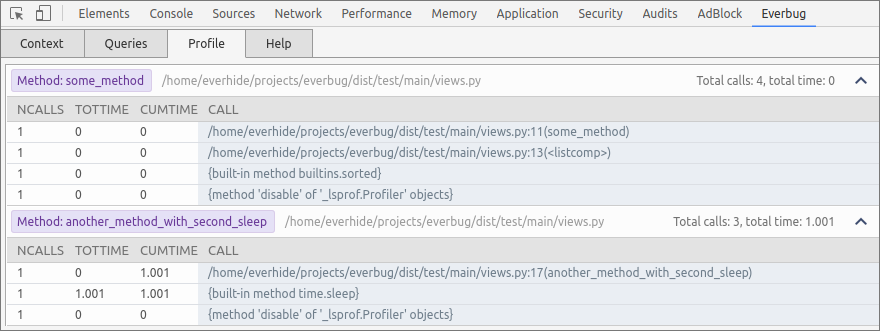 Elements Console Sources Network Performance Memory Application Security Audits AdBlock Everbug
Context Queries Profile Help
Method: some_method /home/everhide/projects/everbug/dist/test/main/views.py Total calls: 4, total time: 0
NCALLS TOTTIME CUMTIME CALL
1 0 0 /home/everhide/projects/everbug/dist/test/main/views.py:11(some_method)
1 0 0 /home/everhide/projects/everbug/dist/test/main/views.py:13(<listcomp>)
1 0 0 {built-in method builtins.sorted}
1 0 0 {method 'disable' of '_lsprof.Profiler' objects}
Method: another_method_with_second_sleep /home/everhide/projects/everbug/dist/test/main/views.py Total calls: 3, total time: 1.001
NCALLS TOTTIME CUMTIME CALL
1 0 1.001 /home/everhide/projects/everbug/dist/test/main/views.py:17(another_method_with_second_sleep)
1 1.001 1.001 {built-in method time.sleep}
1 0 0 {method 'disable' of '_lsprof.Profiler' objects}